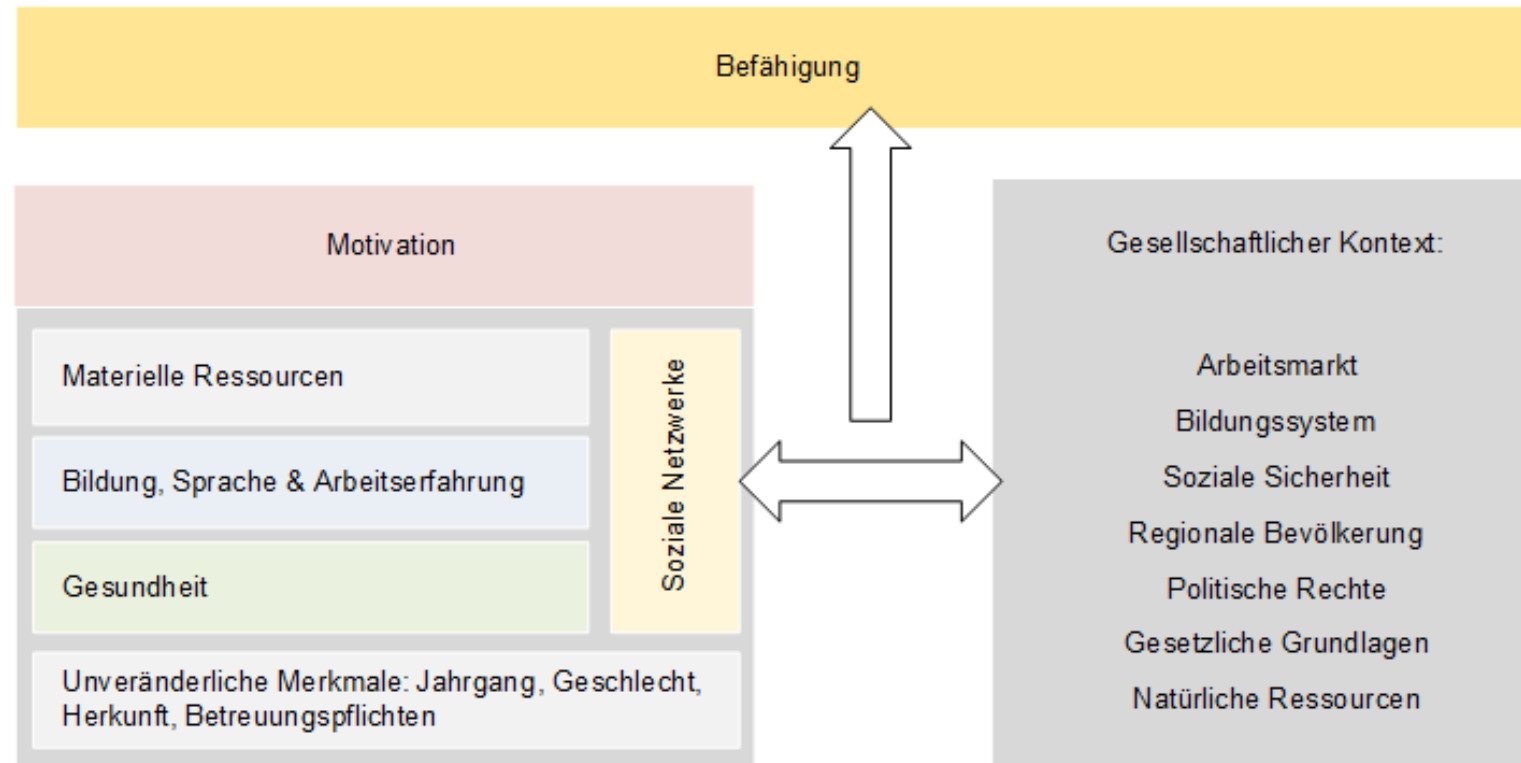 Befähigung
Motivation
Materielle Ressourcen
Bildung, Sprache & Arbeitserfahrung
Gesundheit
Soziale Netzwerke
Unveränderliche Merkmale: Jahrgang, Geschlecht,
Herkunft, Betreuungspflichten
Gesellschaftlicher Kontext:
Arbeitsmarkt
Bildungssystem
Soziale Sicherheit
Regionale Bevölkerung
Politische Rechte
Gesetzliche Grundlagen
Natürliche Ressourcen